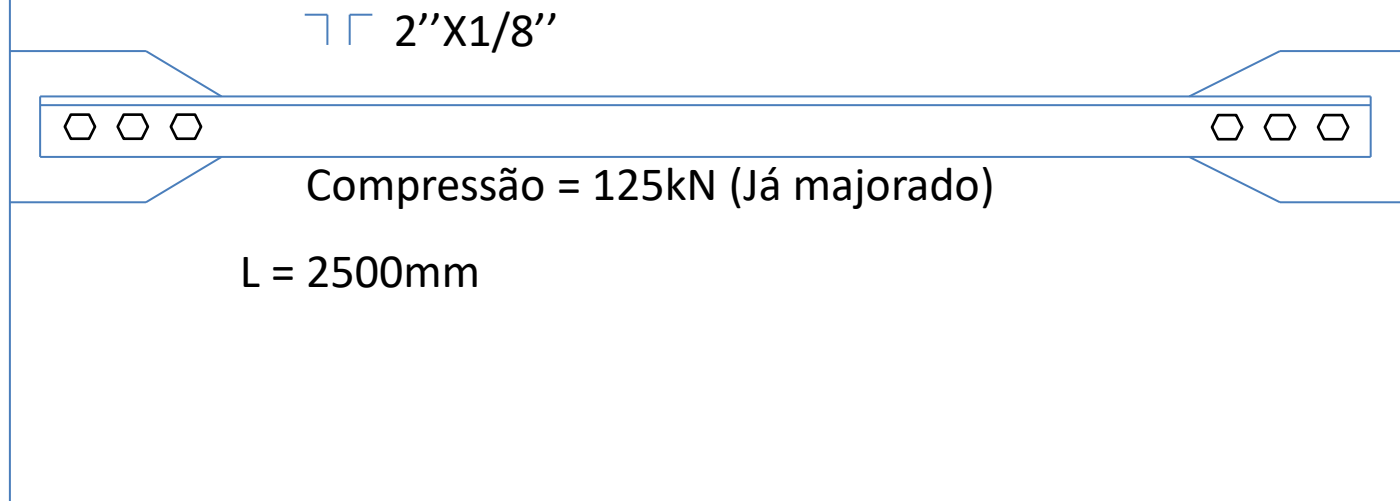 2’’X1/8’’
Compressão = 125kN (Já majorado)
L = 2500mm